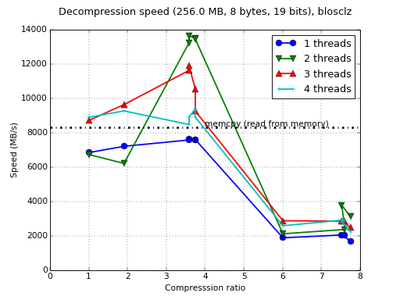 Decompression speed (256.0 MB, 8 bytes, 19 bits), blosclz
14000
12000
10000
8000
6000
4000
2000
0
Speed (MB/s)
1 threads
2 threads
3 threads
4 threads
memcpy (read from memory)
0 1 2 3 4 5 6 7 8
Compresssion ratio